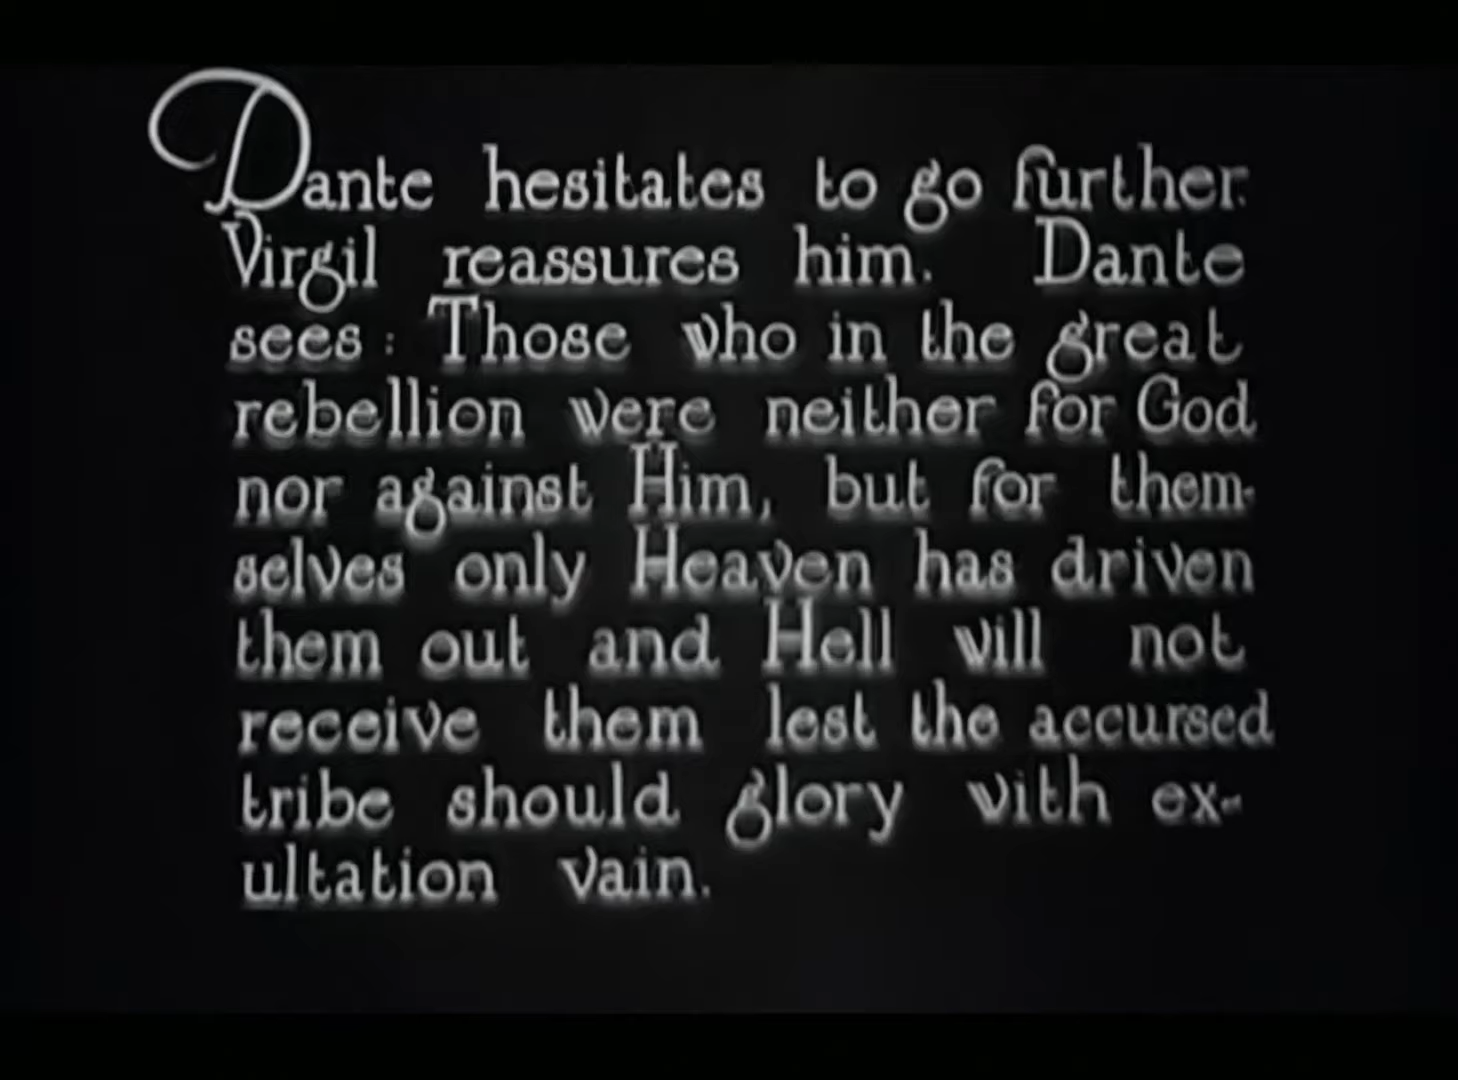 Dante hesitates to go further.
Virgil reassures him. Dante
sees: Those who in the great
rebellion were neither for God
nor against Him, but for them-
selves only Heaven has driven
them out and Hell will not
receive them lest the accursed
tribe should glory with ex-
ultation vain.